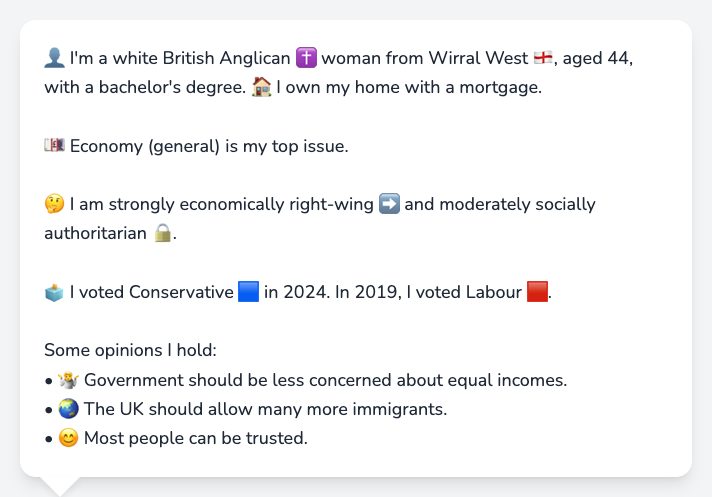 👤 I'm a white British Anglican ✝️ woman from Wirral West 🏴󠁧󠁢󠁥󠁮󠁧󠁿, aged 44,
with a bachelor's degree. 🏠 I own my home with a mortgage.
💷 Economy (general) is my top issue.
🤔 I am strongly economically right-wing ➡️ and moderately socially
authoritarian 🔒.
🗳️ I voted Conservative 🟦 in 2024. In 2019, I voted Labour 🟥.
Some opinions I hold:
• 🤷 Government should be less concerned about equal incomes.
• 🌏 The UK should allow many more immigrants.
• 😊 Most people can be trusted.